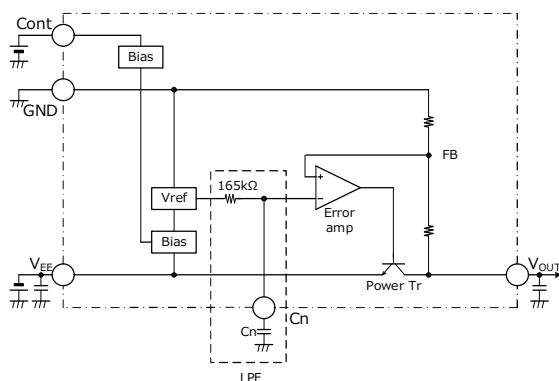 Cont
Bias
GND
FB
165kΩ
Vref
+
−
Error
amp
Bias
VEE
VOUT
Power Tr
Cn
Cn
LPF